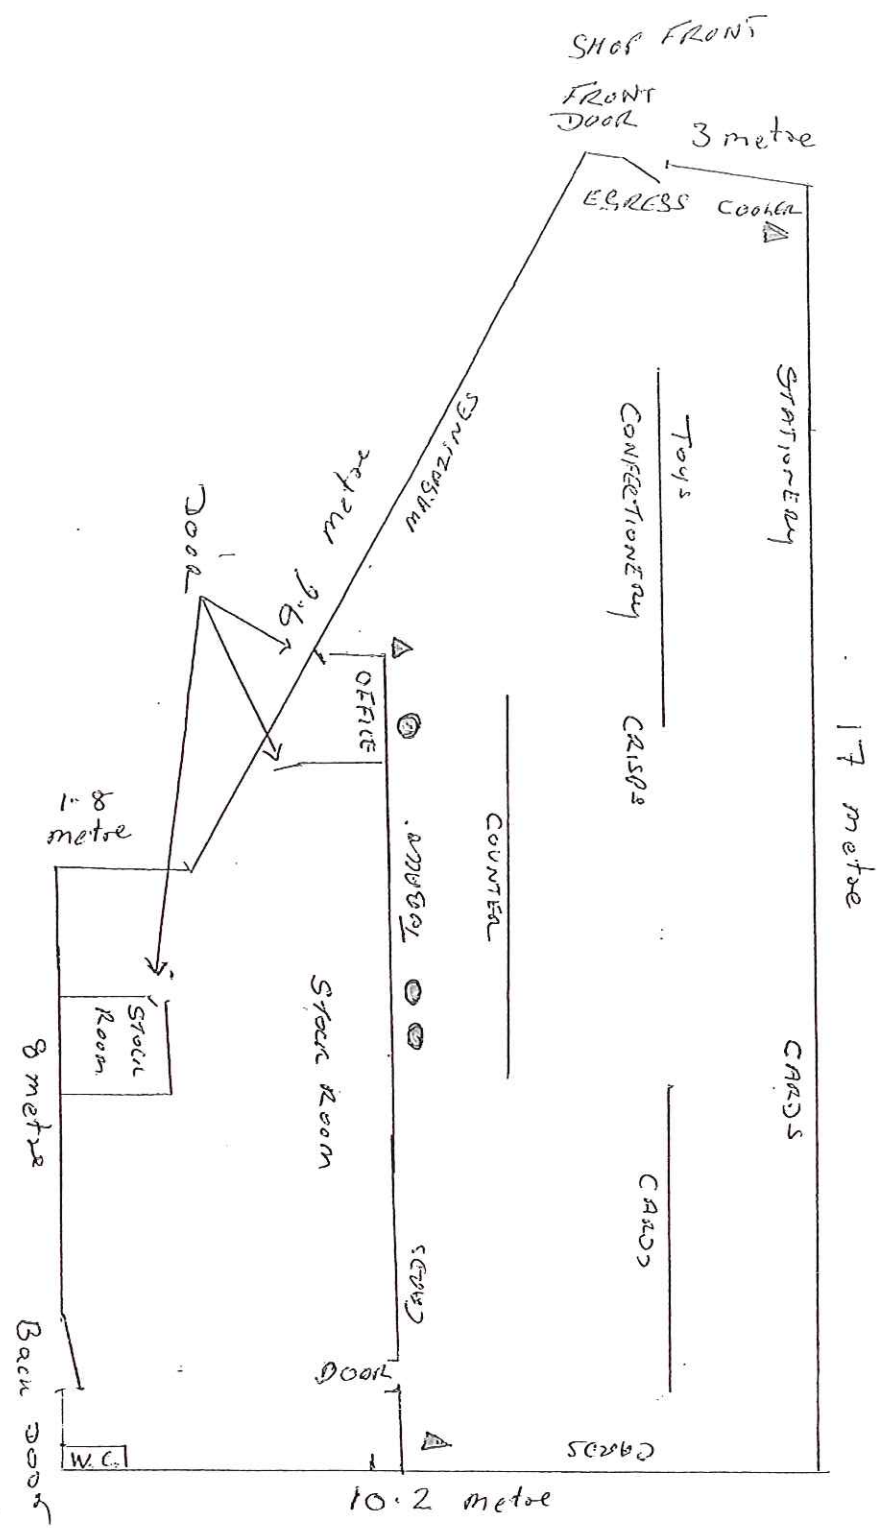 SHOP FRONT
FRONT
DOOR
3 metre
EGRESS
COOLER
STATIONERY
TOYS
CONFECTIONERY
MAGAZINES
9.6 metre
DOOR
OFFICE
CRISPS
17 metre
COUNTER
TOBACCO.
1.8
metre
STOCK
ROOM
STOCK ROOM
8 metre
CARDS
CARDS
CARDS
DOOR
BACK DOOR
W.C.
CARDS
10.2 metre